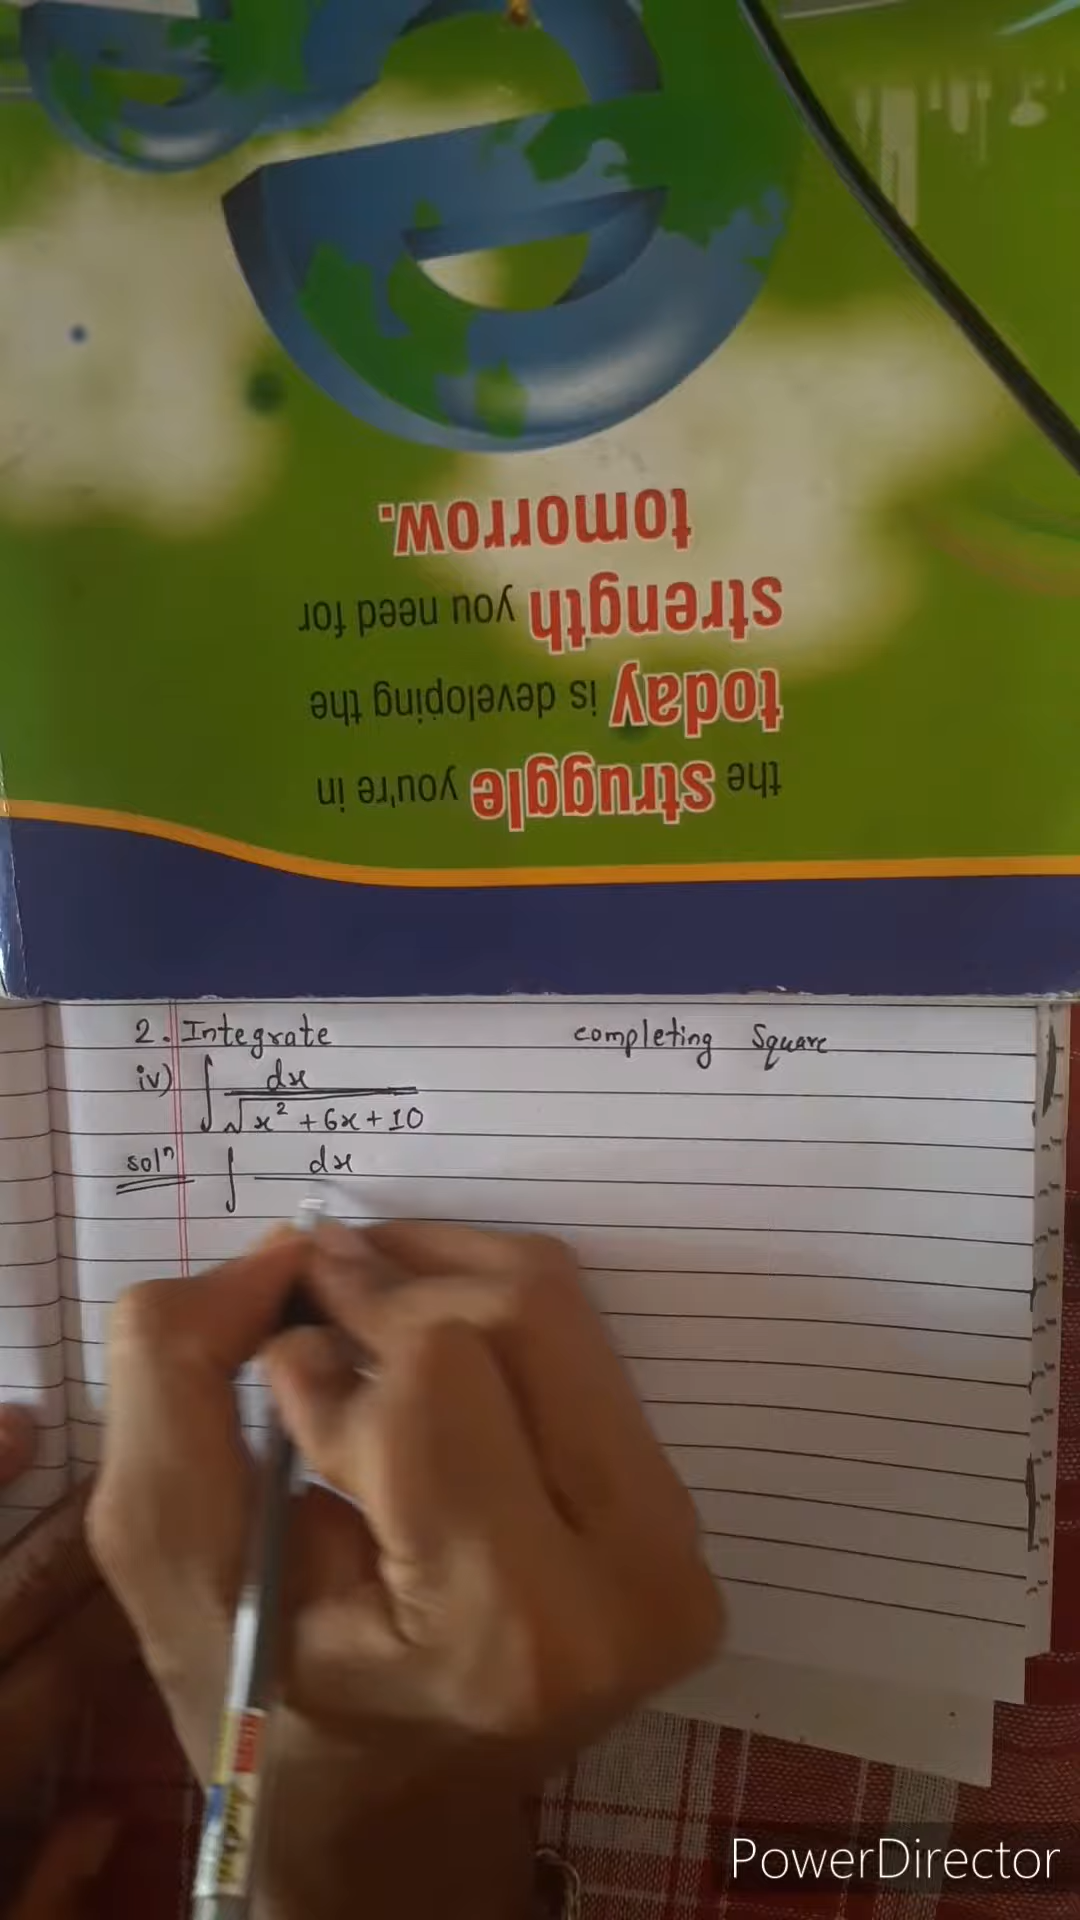 the struggle you're in
today is developing the
strength you need for
tomorrow.
2. Integrate
completing Square
iv) ∫ dx / √x² + 6x + 10
solⁿ ∫ dx
PowerDirector